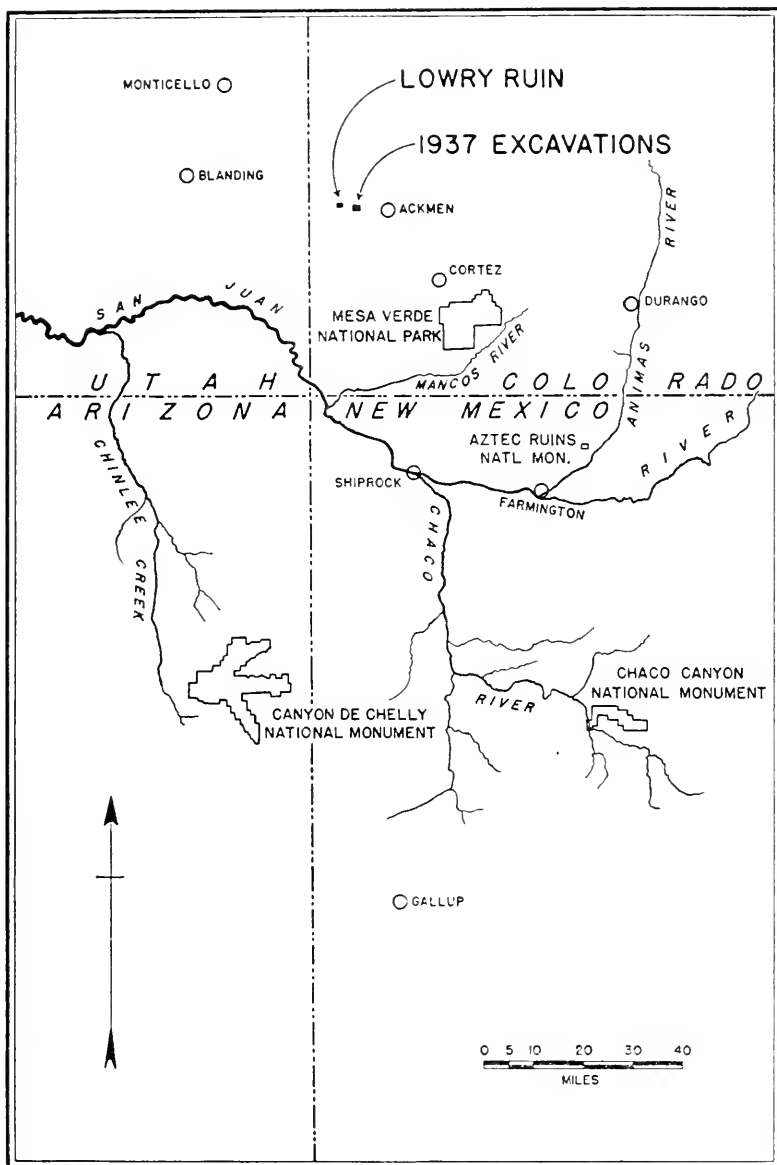 LOWRY RUIN
MONTICELLO
1937 EXCAVATIONS
BLANDING
ACKMEN
RIVER
CORTEZ
SAN JUAN
DURANGO
MESA VERDE
NATIONAL PARK
MANCOS RIVER
ANIMAS
UTAH
COLORADO
ARIZONA
NEW MEXICO
AZTEC RUINS
NATL MON.
RIVER
SHIPROCK
FARMINGTON
CHINLEE
CREEK
CHACO
RIVER
CHACO CANYON
NATIONAL MONUMENT
CANYON DE CHELLY
NATIONAL MONUMENT
GALLUP
0 5 10 20 30 40
MILES